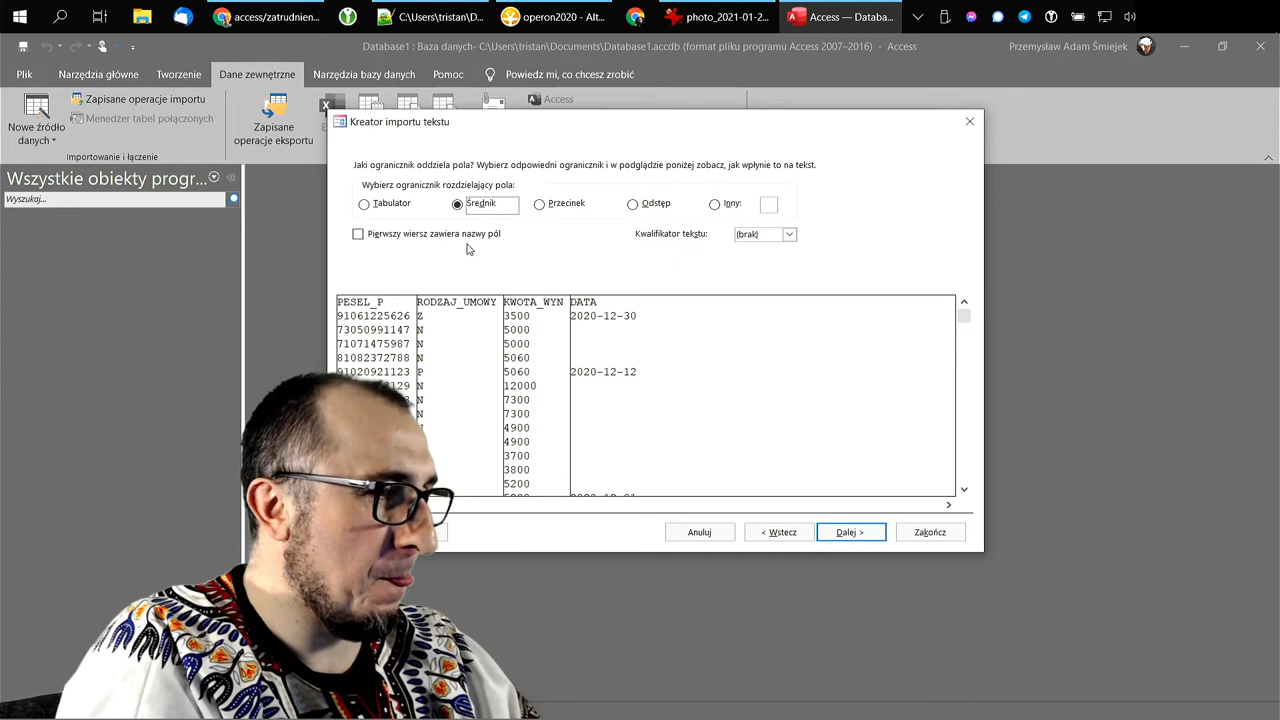 access/zatrudnien...
C:\Users\tristan\D...
operon2020 - Alt...
photo_2021-01-2...
Access — Databa...
Database1 : Baza danych- C:\Users\tristan\Documents\Database1.accdb (format pliku programu Access 2007–2016) - Access
Przemysław Adam Śmiejek
Plik
Narzędzia główne
Tworzenie
Dane zewnętrzne
Narzędzia bazy danych
Pomoc
Powiedz mi, co chcesz zrobić
Nowe źródło
danych
Zapisane operacje importu
Menedżer tabel połączonych
Importowanie i łączenie
Zapisane
operacje eksportu
Access
Wszystkie obiekty progr...
Wyszukaj...
Kreator importu tekstu
Jaki ogranicznik oddziela pola? Wybierz odpowiedni ogranicznik i w podglądzie poniżej zobacz, jak wpłynie to na tekst.
Wybierz ogranicznik rozdzielający pola:
Tabulator
Średnik
Przecinek
Odstęp
Inny:
Pierwszy wiersz zawiera nazwy pól
Kwalifikator tekstu:
{brak}
PESEL_P RODZAJ_UMOWY KWOTA_WYN DATA
91061225626 Z 3500 2020-12-30
73050991147 N 5000
71071475987 N 5000
81082372788 N 5060
91020921123 P 5060 2020-12-12
129 N 12000
N 7300
N 7300
4900
4900
3700
3800
5200
Anuluj
< Wstecz
Dalej >
Zakończ